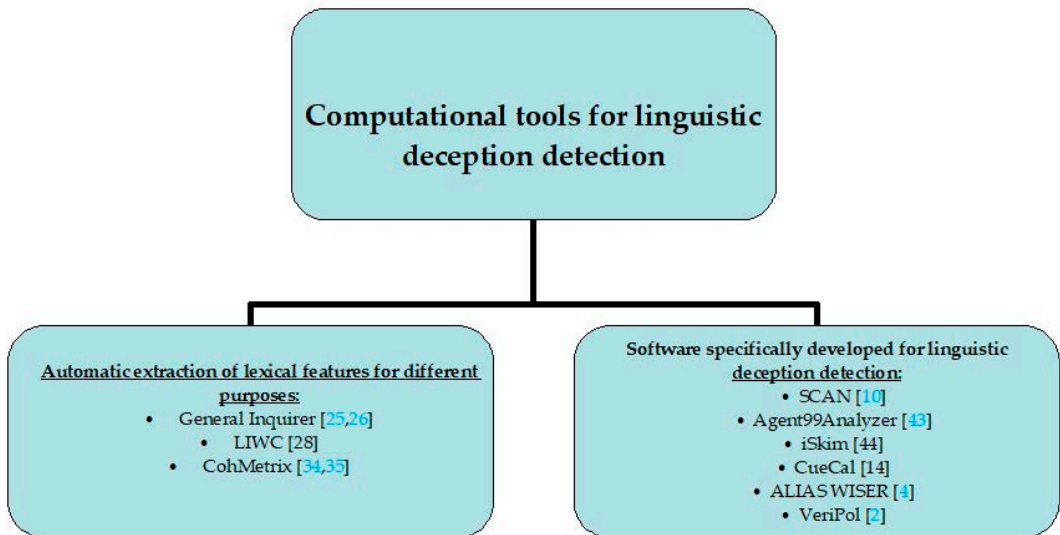 Computational tools for linguistic
deception detection
Automatic extraction of lexical features for different
purposes:
• General Inquirer [25,26]
• LIWC [28]
• CohMetrix [34,35]
Software specifically developed for linguistic
deception detection:
• SCAN [10]
• Agent99Analyzer [43]
• iSkim [44]
• CueCal [14]
• ALIAS WISER [4]
• VeriPol [2]